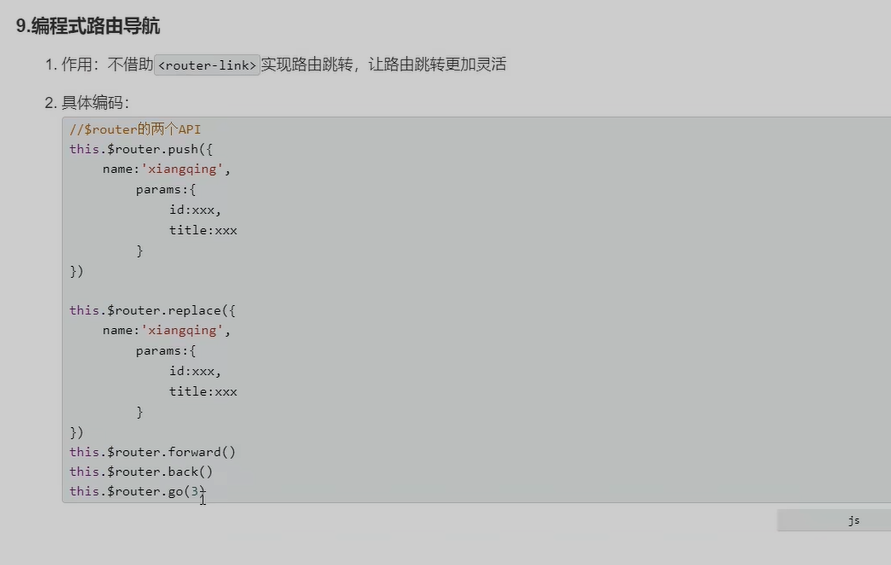 9.编程式路由导航
1. 作用：不借助<router-link>实现路由跳转，让路由跳转更加灵活
2. 具体编码：
//$router的两个API
this.$router.push({
name:'xiangqing',
params:{
id:xxx,
title:xxx
}
})
this.$router.replace({
name:'xiangqing',
params:{
id:xxx,
title:xxx
}
})
this.$router.forward()
this.$router.back()
this.$router.go(3)
js